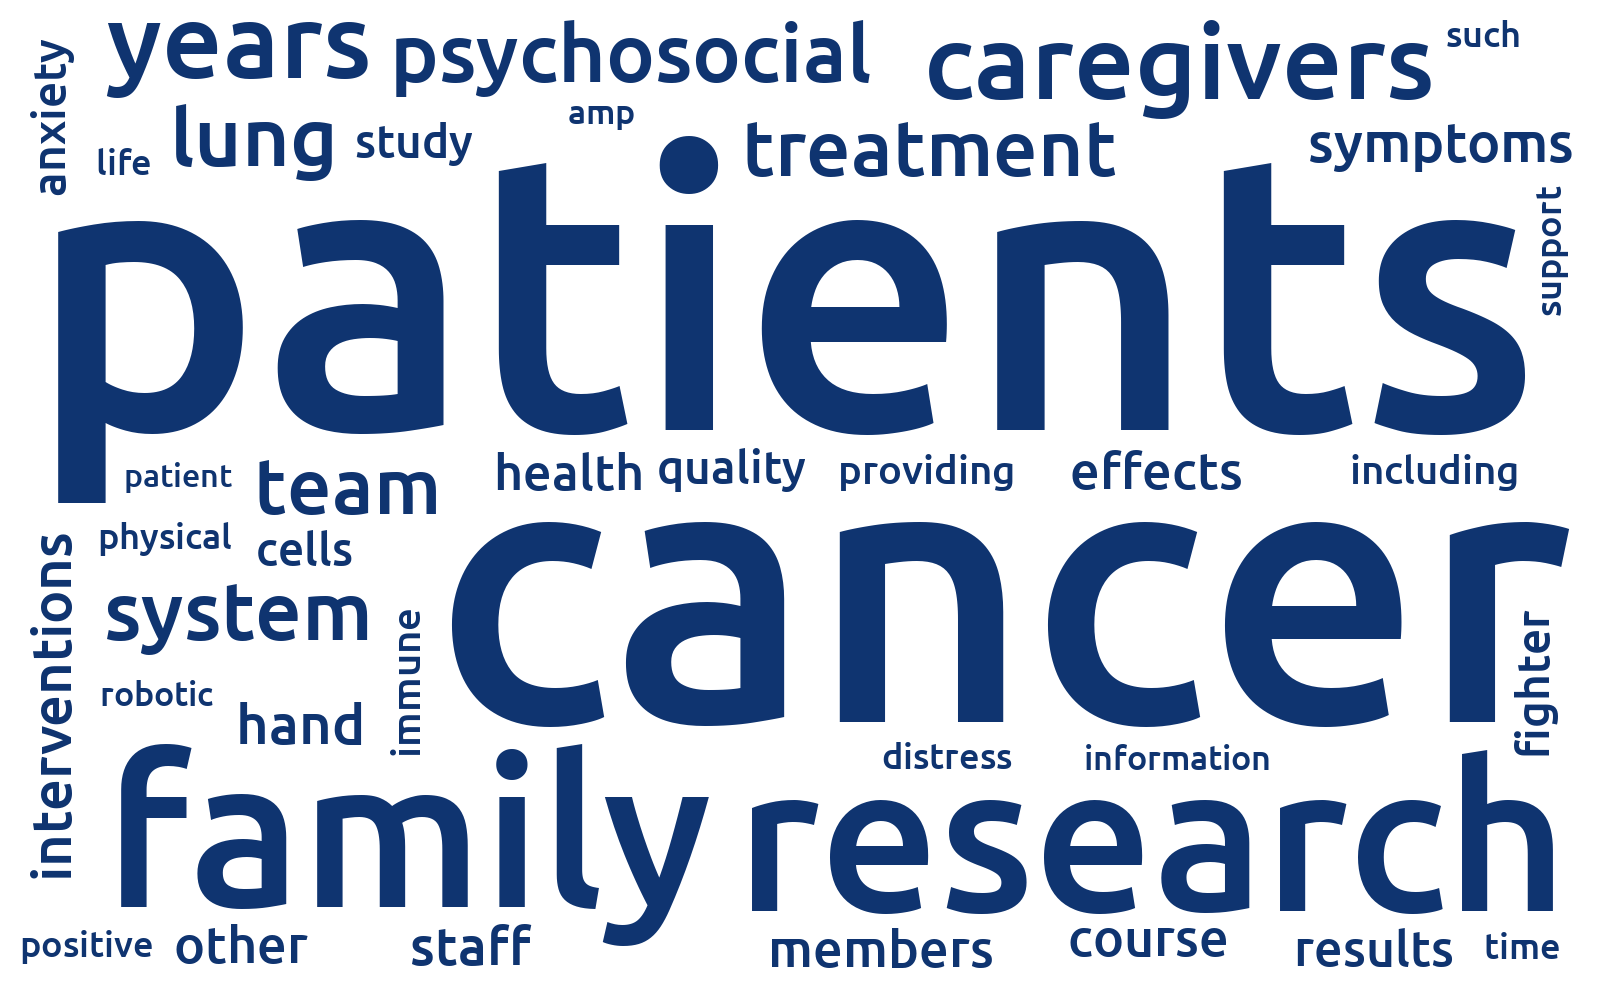 years
psychosocial
caregivers
such
anxiety
life
lung
study
amp
treatment
symptoms
patients
support
patient
team
health
quality
providing
effects
including
physical
cells
cancer
interventions
system
immune
fighter
robotic
hand
distress
information
family
research
positive
other
staff
members
course
results
time